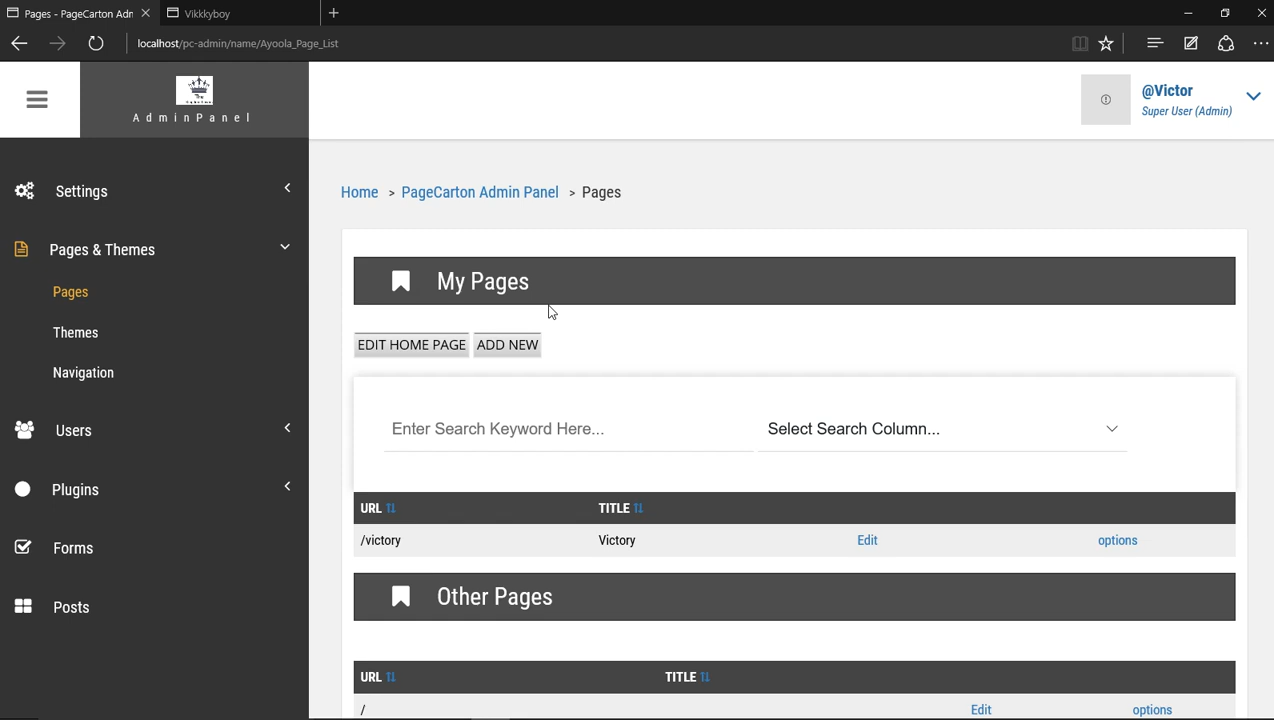 Pages - PageCarton Adr
Vikkkyboy
localhost/pc-admin/name/Ayoola_Page_List
AdminPanel
@Victor
Super User (Admin)
Settings
Pages & Themes
Pages
Themes
Navigation
Users
Plugins
Forms
Posts
Home > PageCarton Admin Panel > Pages
My Pages
EDIT HOME PAGE ADD NEW
Enter Search Keyword Here... Select Search Column...
URL TITLE
/victory Victory Edit options
Other Pages
URL TITLE
/ Edit options